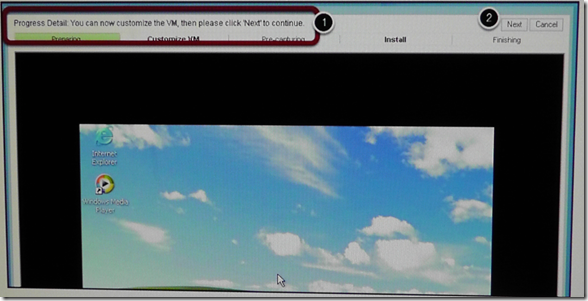 Progress Detail: You can now customize the VM, then please click 'Next' to continue.
1
2
Next
Cancel
Preparing
Customize VM
Pre-capturing
Install
Finishing
Internet
Explorer
Windows Media
Player